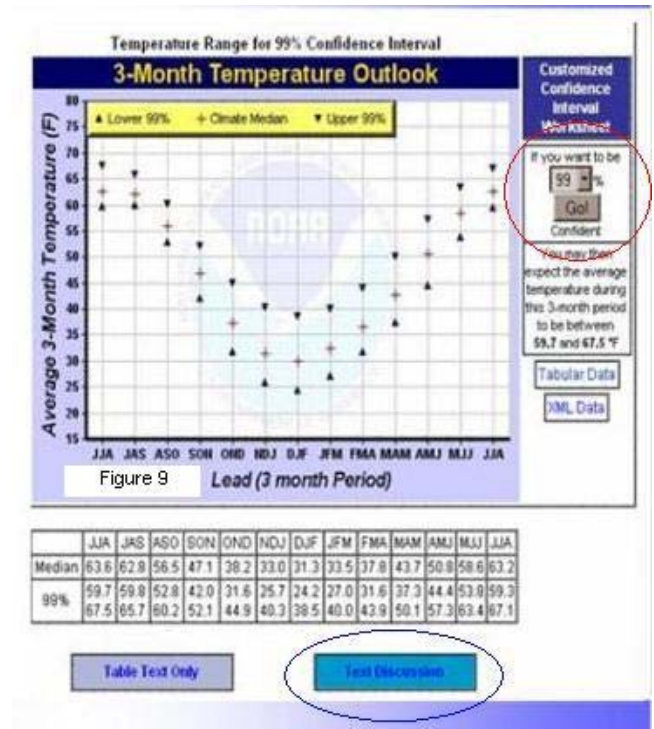 Temperature Range for 99% Confidence Interval
3-Month Temperature Outlook
Lower 99% Climate Median Upper 99%
Average 3-Month Temperature (F)
80
75
70
65
60
55
50
45
40
35
30
25
20
15
NOAA
JJA JAS ASO SON OND NDJ DJF JFM FMA MAM AMJ MJJ JJA
Figure 9
Lead (3 month Period)
Customized
Confidence
Interval
Worksheet
If you want to be
99 %
Go!
Confident
You may then
expect the average
temperature during
this 3-month period
to be between
59.7 and 67.5 °F
Tabular Data
XML Data
JJA JAS ASO SON OND NDJ DJF JFM FMA MAM AMJ MJJ JJA
Median 63.6 62.8 56.5 47.1 38.2 33.0 31.3 33.5 37.8 43.7 50.8 58.6 63.2
99%
59.7 59.8 52.8 42.0 31.6 25.7 24.2 27.0 31.6 37.3 44.4 53.8 59.3
67.5 65.7 60.2 52.1 44.9 40.3 38.5 40.0 43.9 50.1 57.3 63.4 67.1
Table Text Only
Text Discussion